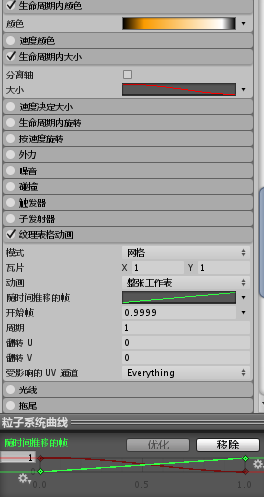 生命周期内颜色
颜色
速度颜色
生命周期内大小
分离轴
大小
速度决定大小
生命周期内旋转
按速度旋转
外力
噪音
碰撞
触发器
子发射器
纹理表格动画
模式 网格
瓦片 X 1 Y 1
动画 整张工作表
随时间推移的帧
开始帧 0.9999
周期 1
翻转 U 0
翻转 V 0
受影响的 UV 通道 Everything
光线
拖尾
粒子系统曲线
随时间推移的帧 优化 移除
1
0.0 0.5 1.0